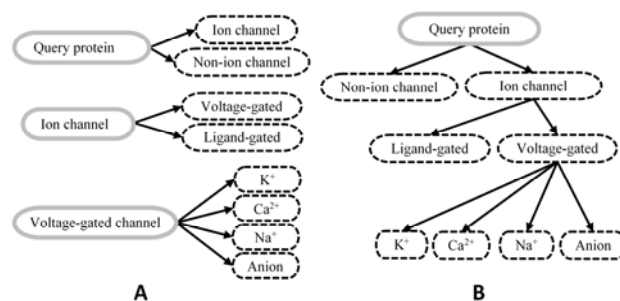 Query protein
Ion channel
Non-ion channel
Ion channel
Voltage-gated
Ligand-gated
Voltage-gated channel
K⁺
Ca²⁺
Na⁺
Anion
A
Query protein
Non-ion channel
Ion channel
Ligand-gated
Voltage-gated
K⁺
Ca²⁺
Na⁺
Anion
B